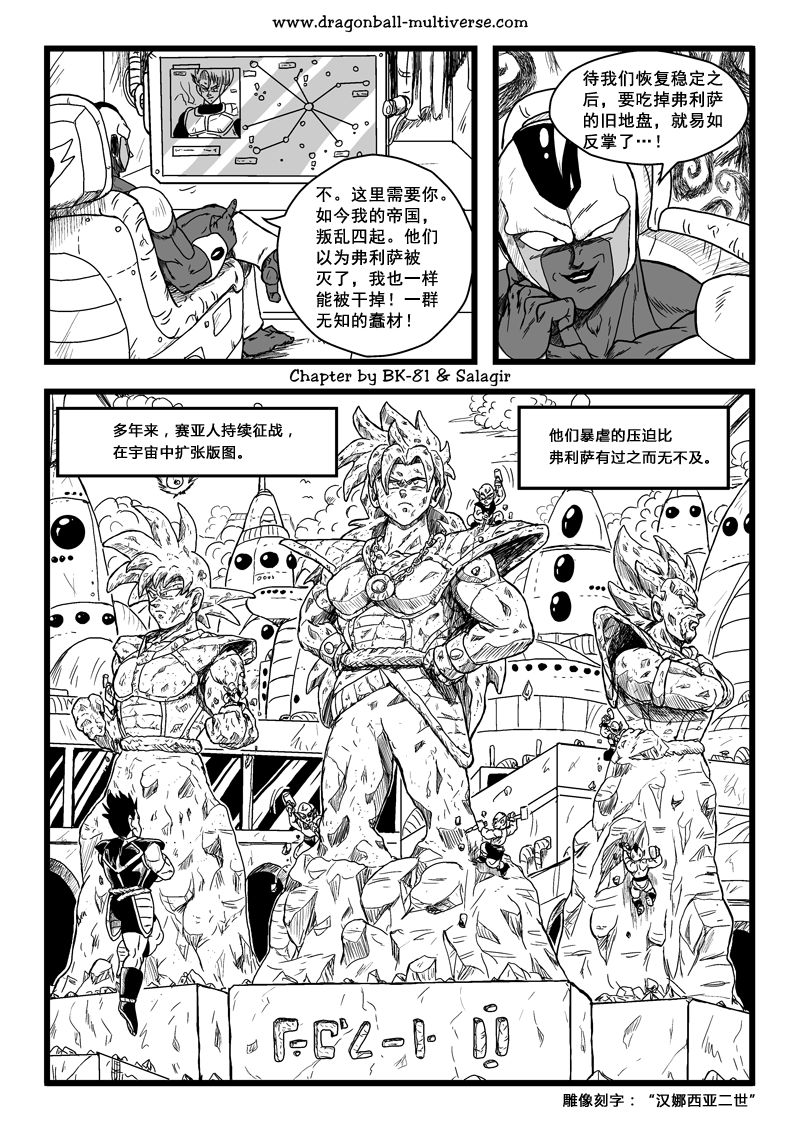 www.dragonball-multiverse.com
不。这里需要你。
如今我的帝国，
叛乱四起。他们
以为弗利萨被
灭了，我也一样
能被干掉！一群
无知的蠢材！
待我们恢复稳定之
后，要吃掉弗利萨
的旧地盘，就易如
反掌了…！
Chapter by BK-81 & Salagir
多年来，赛亚人持续征战，
在宇宙中扩张版图。
他们暴虐的压迫比
弗利萨有过之而无不及。
雕像刻字：“汉娜西亚二世”